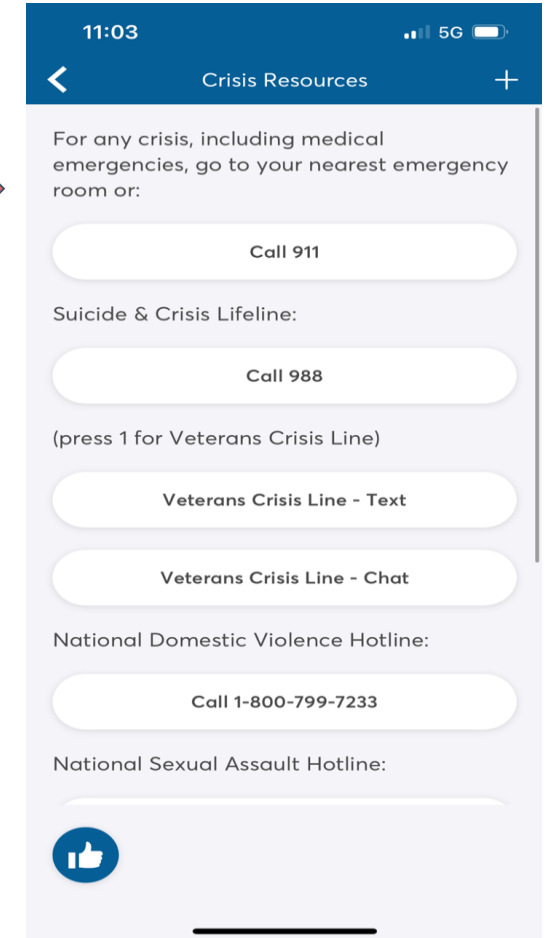 11:03
5G
Crisis Resources
For any crisis, including medical
emergencies, go to your nearest emergency
room or:
Call 911
Suicide & Crisis Lifeline:
Call 988
(press 1 for Veterans Crisis Line)
Veterans Crisis Line - Text
Veterans Crisis Line - Chat
National Domestic Violence Hotline:
Call 1-800-799-7233
National Sexual Assault Hotline: